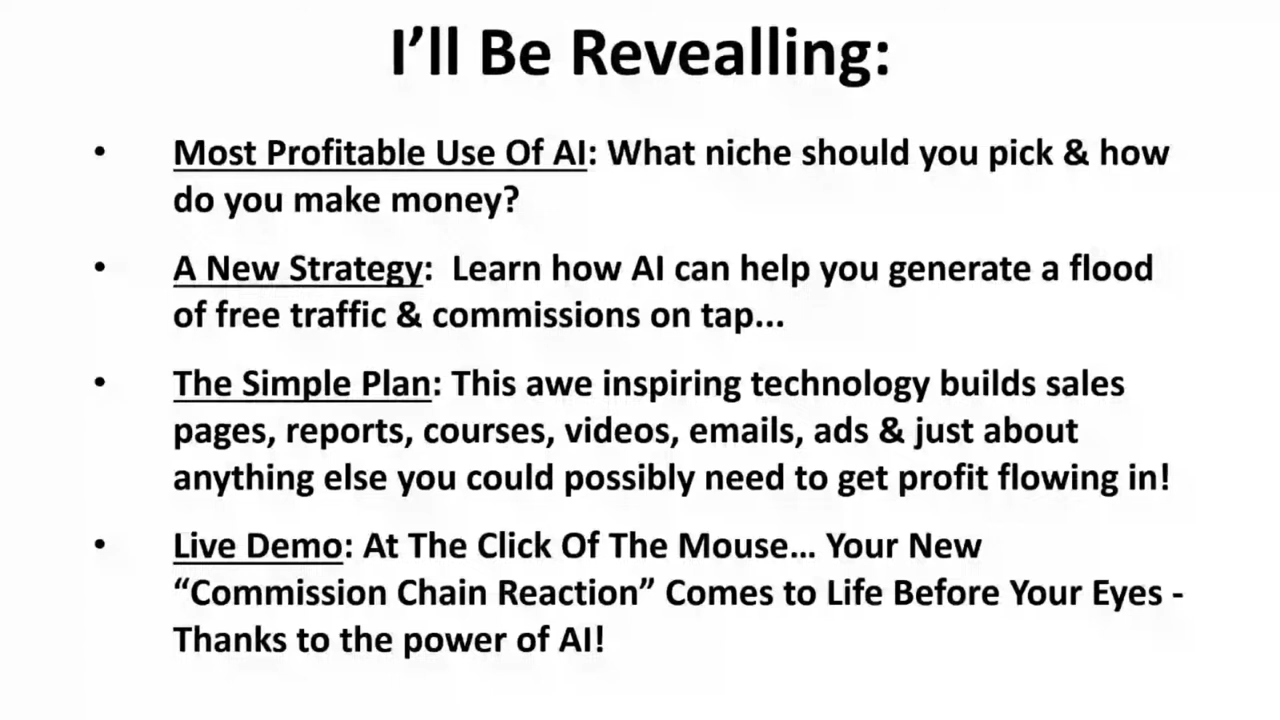 I’ll Be Revealling:
• Most Profitable Use Of AI: What niche should you pick & how
do you make money?
• A New Strategy:  Learn how AI can help you generate a flood
of free traffic & commissions on tap...
• The Simple Plan: This awe inspiring technology builds sales
pages, reports, courses, videos, emails, ads & just about
anything else you could possibly need to get profit flowing in!
• Live Demo: At The Click Of The Mouse… Your New
“Commission Chain Reaction” Comes to Life Before Your Eyes -
Thanks to the power of AI!